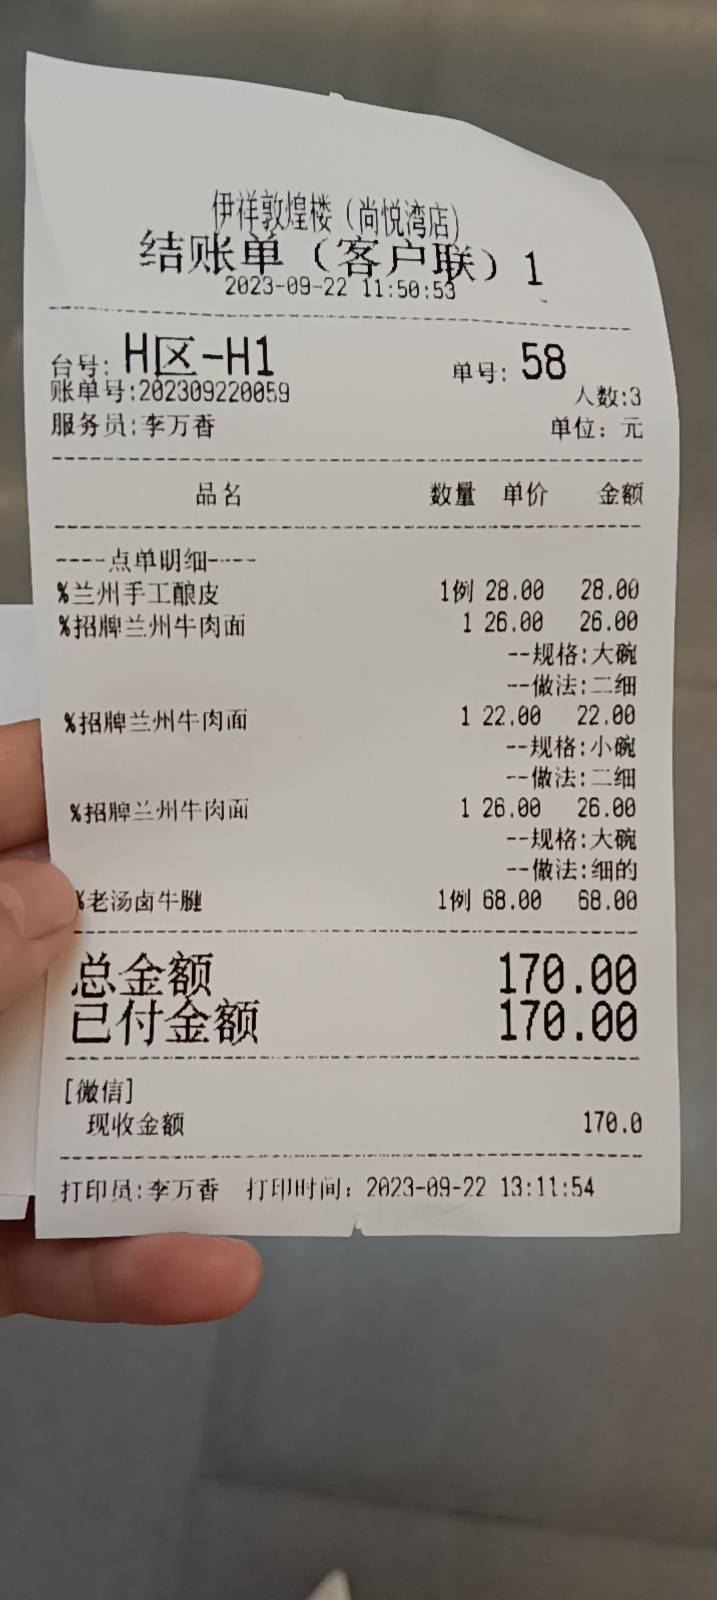 伊祥敦煌楼（尚悦湾店）
结账单（客户联）1
2023-09-22 11:50:53
台号: H区-H1 单号: 58
账单号:202309220059 人数:3
服务员:李万香 单位: 元
品名 数量 单价 金额
----点单明细----
%兰州手工酿皮 1例 28.00 28.00
%招牌兰州牛肉面 1 26.00 26.00
--规格:大碗
--做法:二细
%招牌兰州牛肉面 1 22.00 22.00
--规格:小碗
--做法:二细
%招牌兰州牛肉面 1 26.00 26.00
--规格:大碗
--做法:细的
%老汤卤牛腱 1例 68.00 68.00
总金额 170.00
已付金额 170.00
[微信]
现收金额 170.0
打印员:李万香 打印时间: 2023-09-22 13:11:54